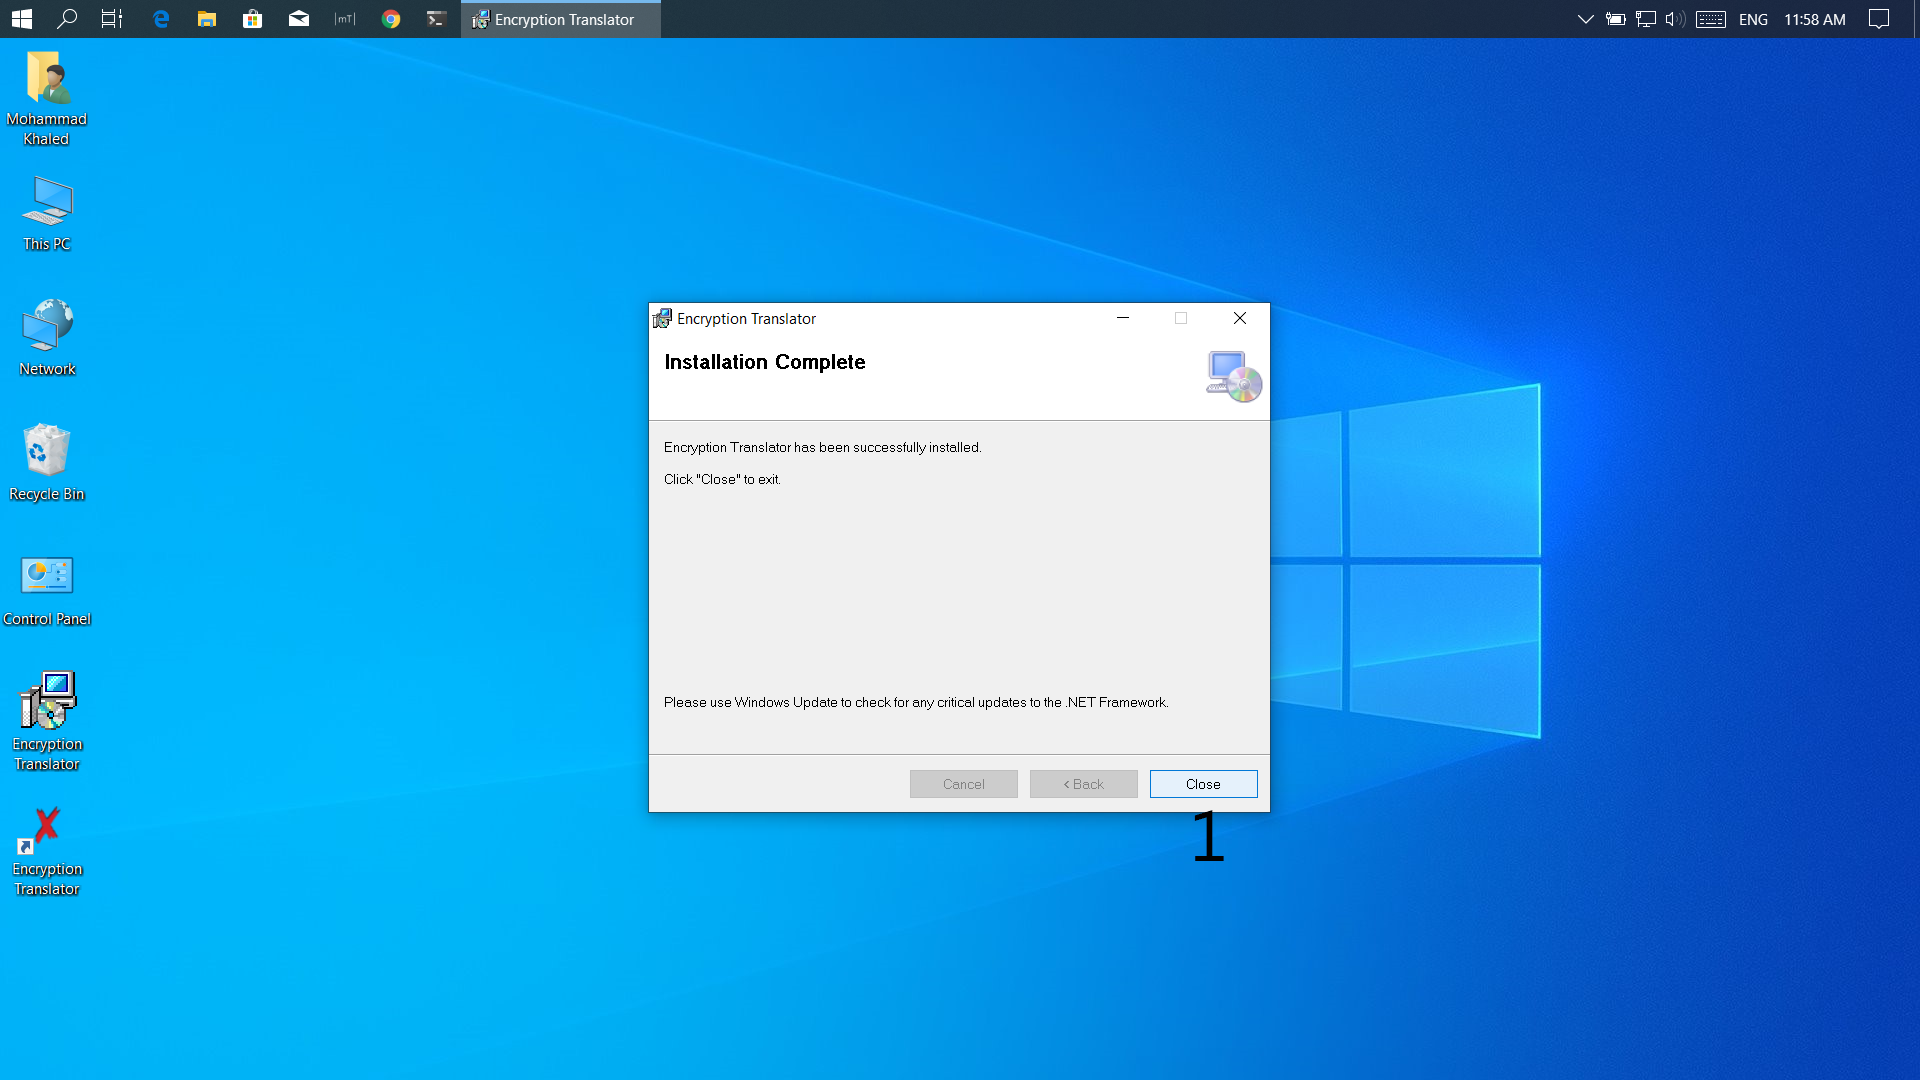 Encryption Translator
ENG
11:58 AM
Mohammad
Khaled
This PC
Network
Recycle Bin
Control Panel
Encryption
Translator
Encryption
Translator
Encryption Translator
Installation Complete
Encryption Translator has been successfully installed.
Click "Close" to exit.
Please use Windows Update to check for any critical updates to the .NET Framework.
Cancel
< Back
Close
1